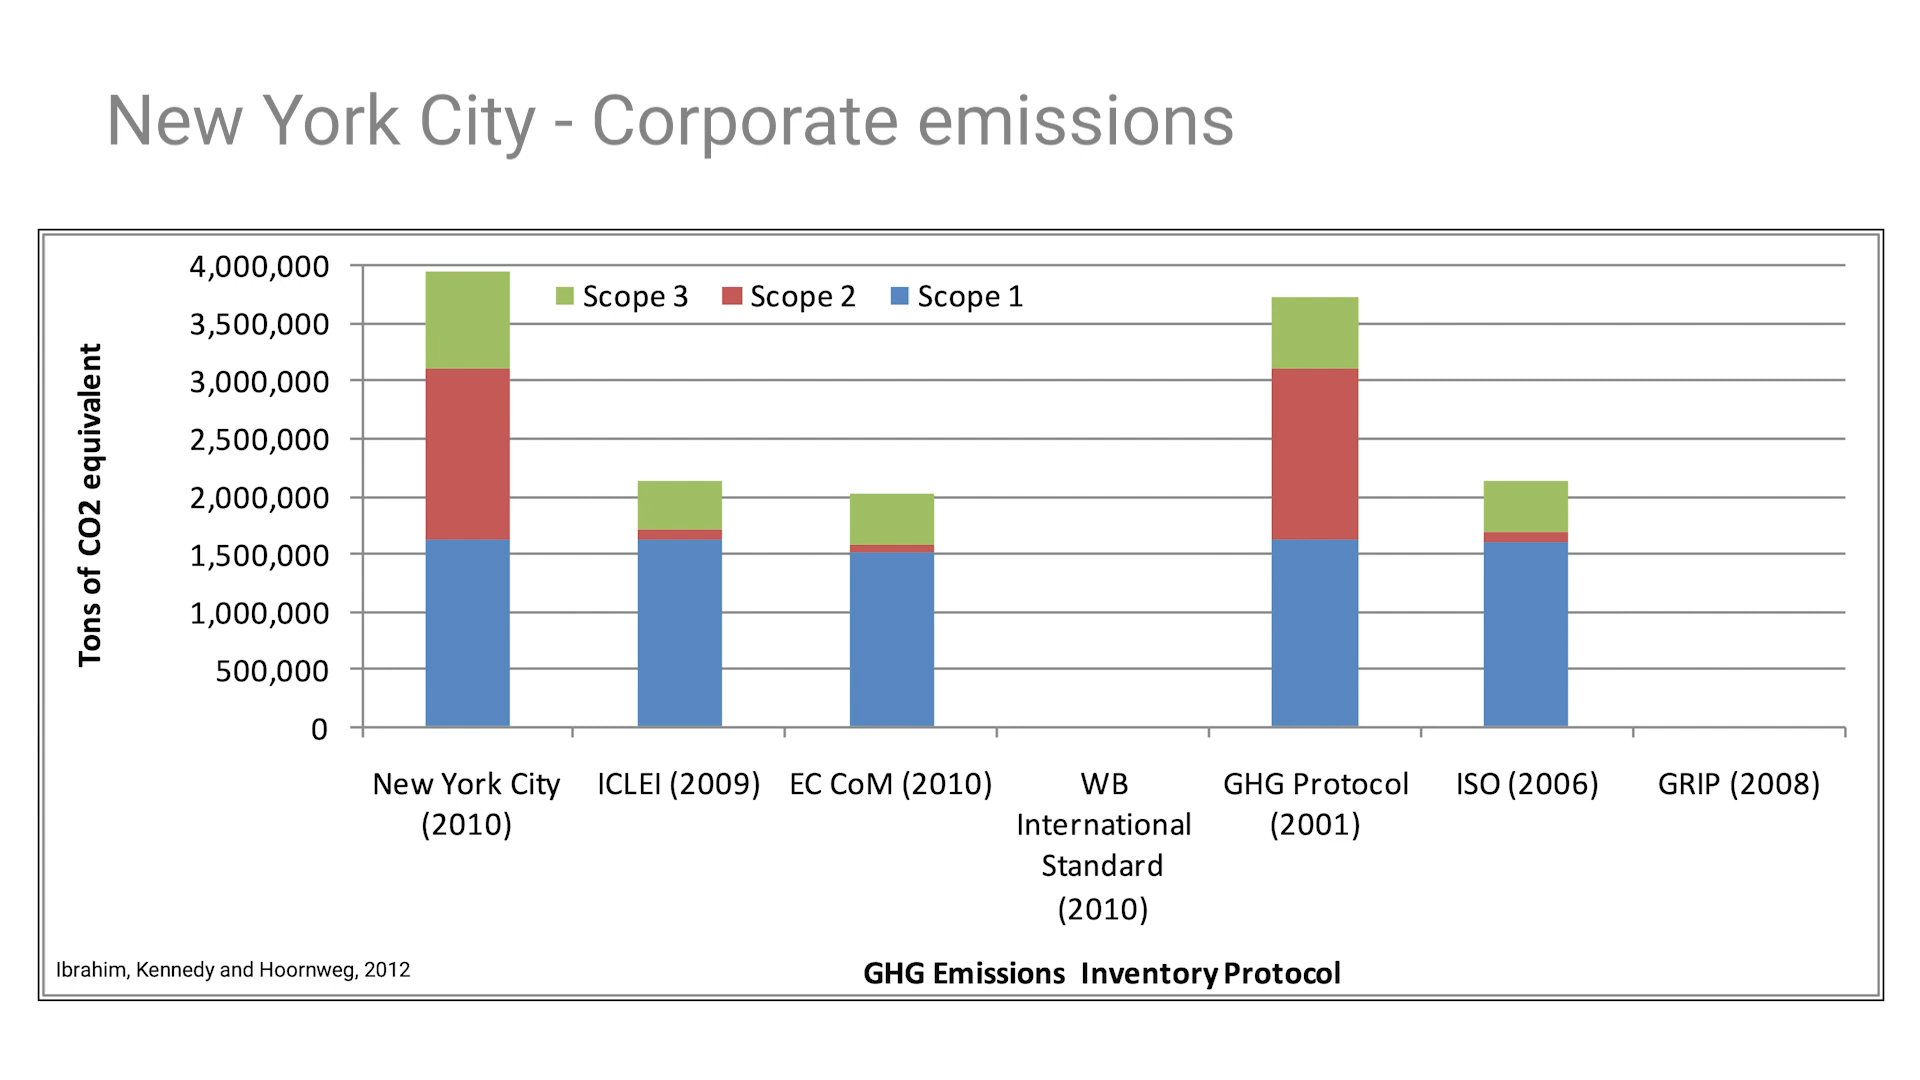 New York City - Corporate emissions
4,000,000
3,500,000
3,000,000
2,500,000
2,000,000
1,500,000
1,000,000
500,000
0
Tons of CO2 equivalent
Scope 3 Scope 2 Scope 1
New York City
(2010)
ICLEI (2009)
EC CoM (2010)
WB
International
Standard
(2010)
GHG Protocol
(2001)
ISO (2006)
GRIP (2008)
Ibrahim, Kennedy and Hoornweg, 2012
GHG Emissions Inventory Protocol